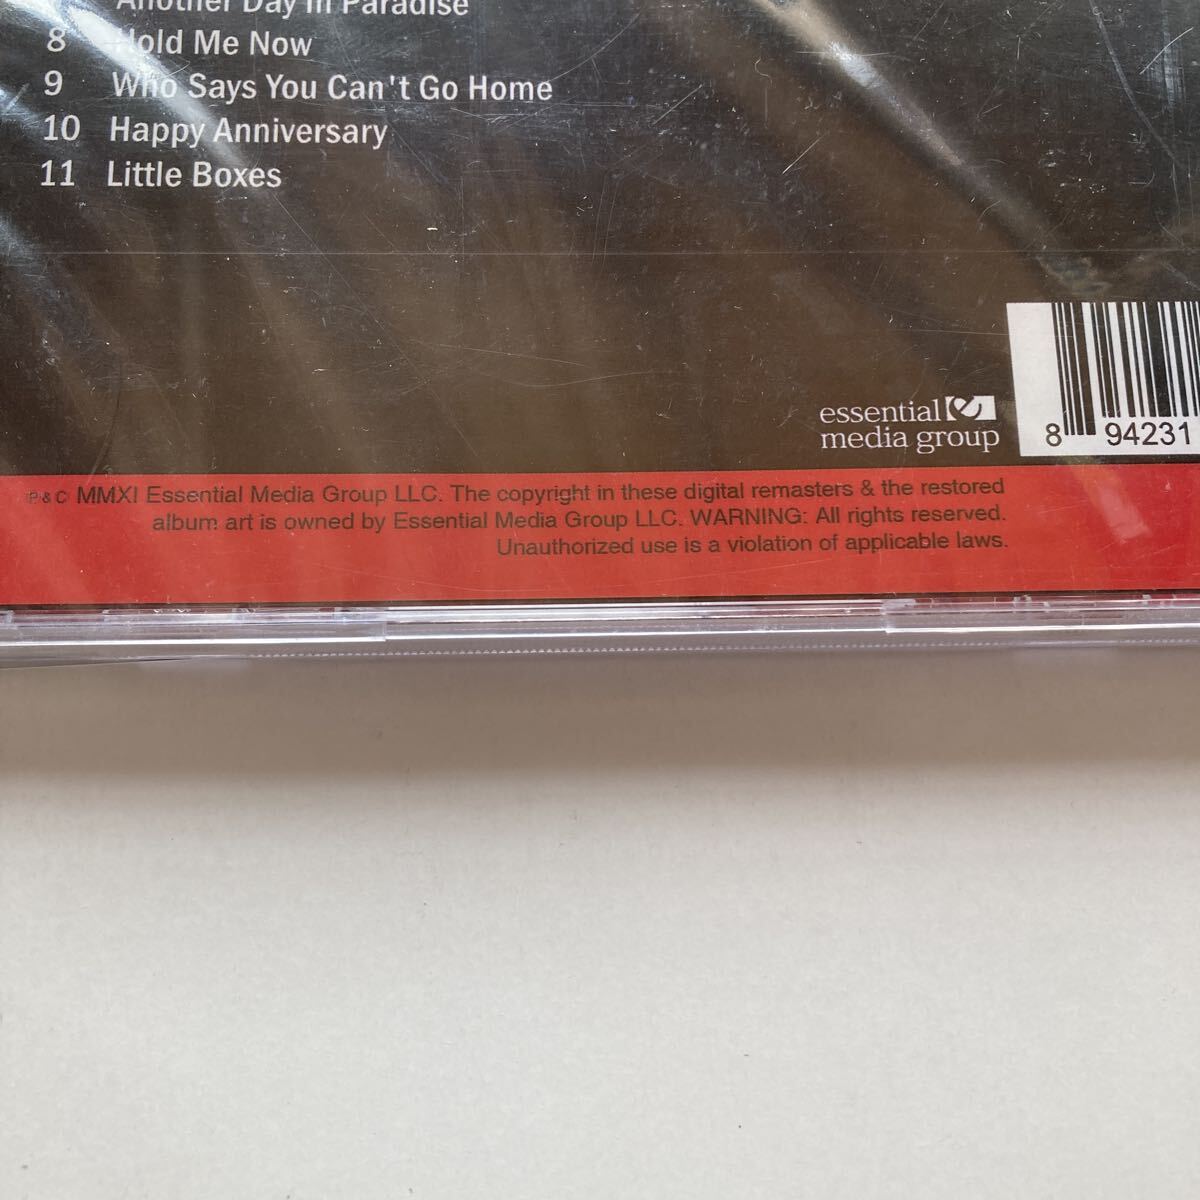 Another Day In Paradise
8 Hold Me Now
9 Who Says You Can't Go Home
10 Happy Anniversary
11 Little Boxes
essential e
media group
8 94231
P & C MMXI Essential Media Group LLC. The copyright in these digital remasters & the restored
album art is owned by Essential Media Group LLC. WARNING: All rights reserved.
Unauthorized use is a violation of applicable laws.